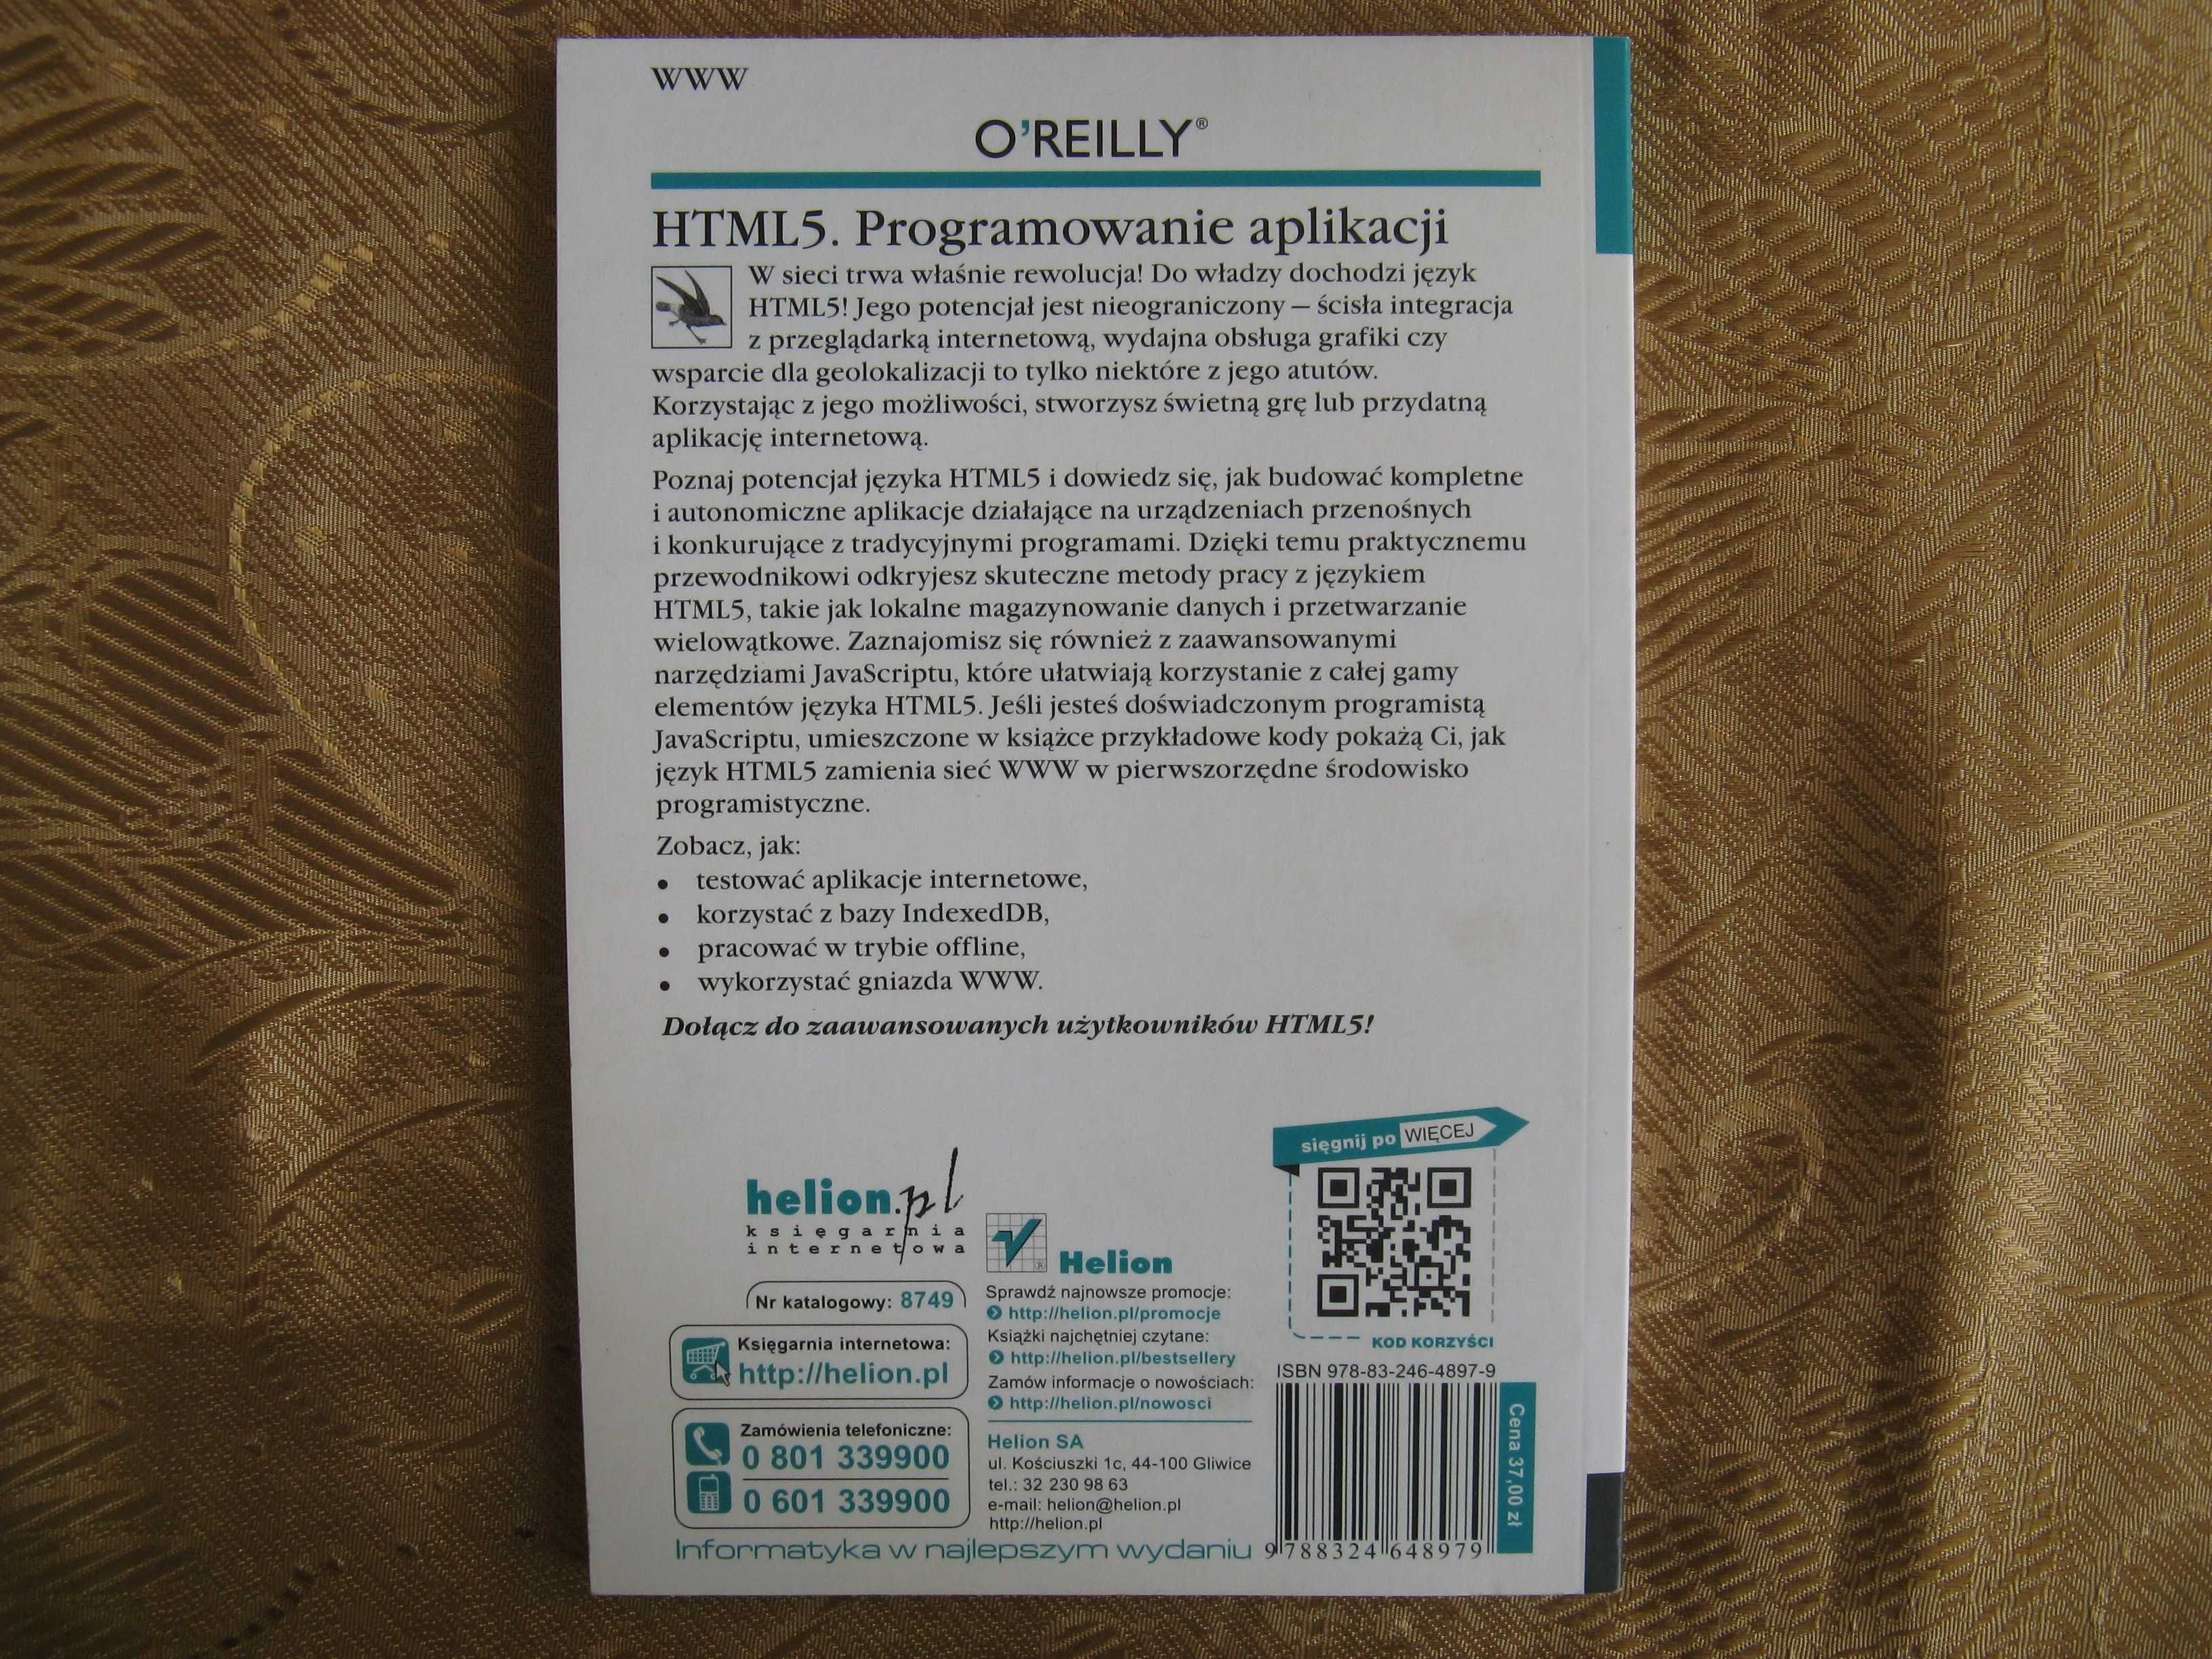 WWW
O'REILLY®
HTML5. Programowanie aplikacji
W sieci trwa właśnie rewolucja! Do władzy dochodzi język
HTML5! Jego potencjał jest nieograniczony – ścisła integracja
z przeglądarką internetową, wydajna obsługa grafiki czy
wsparcie dla geolokalizacji to tylko niektóre z jego atutów.
Korzystając z jego możliwości, stworzysz świetną grę lub przydatną
aplikację internetową.
Poznaj potencjał języka HTML5 i dowiedz się, jak budować kompletne
i autonomiczne aplikacje działające na urządzeniach przenośnych
i konkurujące z tradycyjnymi programami. Dzięki temu praktycznemu
przewodnikowi odkryjesz skuteczne metody pracy z językiem
HTML5, takie jak lokalne magazynowanie danych i przetwarzanie
wielowątkowe. Zaznajomisz się również z zaawansowanymi
narzędziami JavaScriptu, które ułatwiają korzystanie z całej gamy
elementów języka HTML5. Jeśli jesteś doświadczonym programistą
JavaScriptu, umieszczone w książce przykładowe kody pokażą Ci, jak
język HTML5 zamienia sieć WWW w pierwszorzędne środowisko
programistyczne.
Zobacz, jak:
• testować aplikacje internetowe,
• korzystać z bazy IndexedDB,
• pracować w trybie offline,
• wykorzystać gniazda WWW.
Dołącz do zaawansowanych użytkowników HTML5!
helion.pl
księgarnia
internetowa
Nr katalogowy: 8749
Księgarnia internetowa:
http://helion.pl
Zamówienia telefoniczne:
0 801 339900
0 601 339900
Helion
Sprawdź najnowsze promocje:
http://helion.pl/promocje
Książki najchętniej czytane:
http://helion.pl/bestsellery
Zamów informacje o nowościach:
http://helion.pl/nowosci
Helion SA
ul. Kościuszki 1c, 44-100 Gliwice
tel.: 32 230 98 63
e-mail: helion@helion.pl
http://helion.pl
Informatyka w najlepszym wydaniu
sięgnij po WIĘCEJ
KOD KORZYŚCI
ISBN 978-83-246-4897-9
9 788324 648979
Cena 37,00 zł